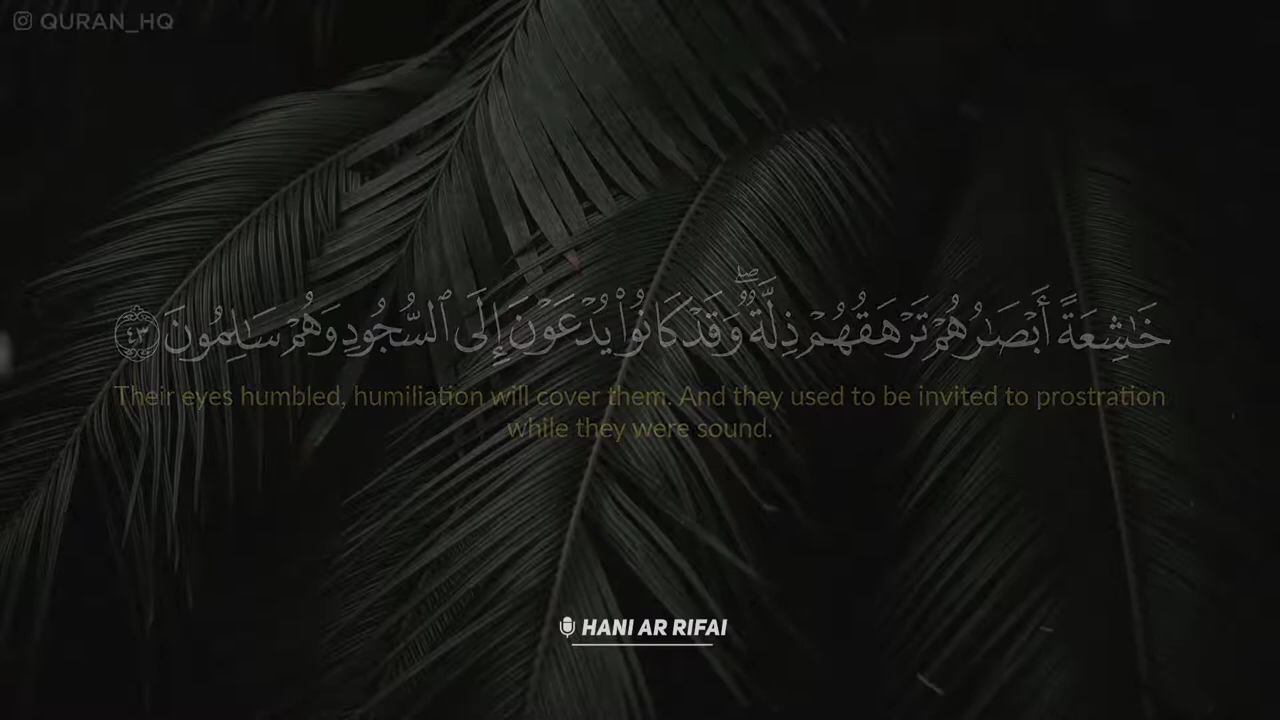 QURAN_HQ
خَٰشِعَةً أَبْصَٰرُهُمْ تَرْهَقُهُمْ ذِلَّةٌ ۖ وَقَدْ كَانُوا۟ يُدْعَوْنَ إِلَى ٱلسُّجُودِ وَهُمْ سَٰلِمُونَ ٤٣
Their eyes humbled, humiliation will cover them. And they used to be invited to prostration
while they were sound.
HANI AR RIFAI